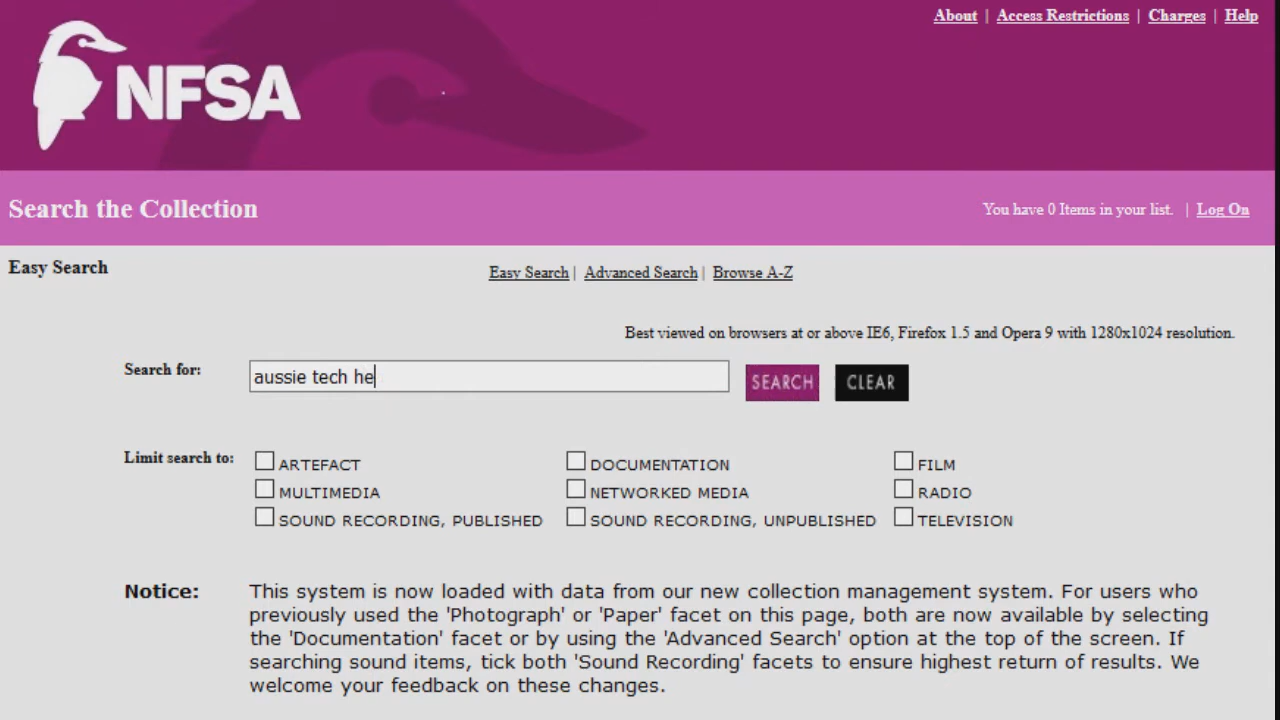 About | Access Restrictions | Charges | Help
NFSA
Search the Collection
You have 0 Items in your list. | Log On
Easy Search
Easy Search | Advanced Search | Browse A-Z
Best viewed on browsers at or above IE6, Firefox 1.5 and Opera 9 with 1280x1024 resolution.
Search for:
aussie tech he
SEARCH
CLEAR
Limit search to:
ARTEFACT
DOCUMENTATION
FILM
MULTIMEDIA
NETWORKED MEDIA
RADIO
SOUND RECORDING, PUBLISHED
SOUND RECORDING, UNPUBLISHED
TELEVISION
Notice:
This system is now loaded with data from our new collection management system. For users who
previously used the 'Photograph' or 'Paper' facet on this page, both are now available by selecting
the 'Documentation' facet or by using the 'Advanced Search' option at the top of the screen. If
searching sound items, tick both 'Sound Recording' facets to ensure highest return of results. We
welcome your feedback on these changes.